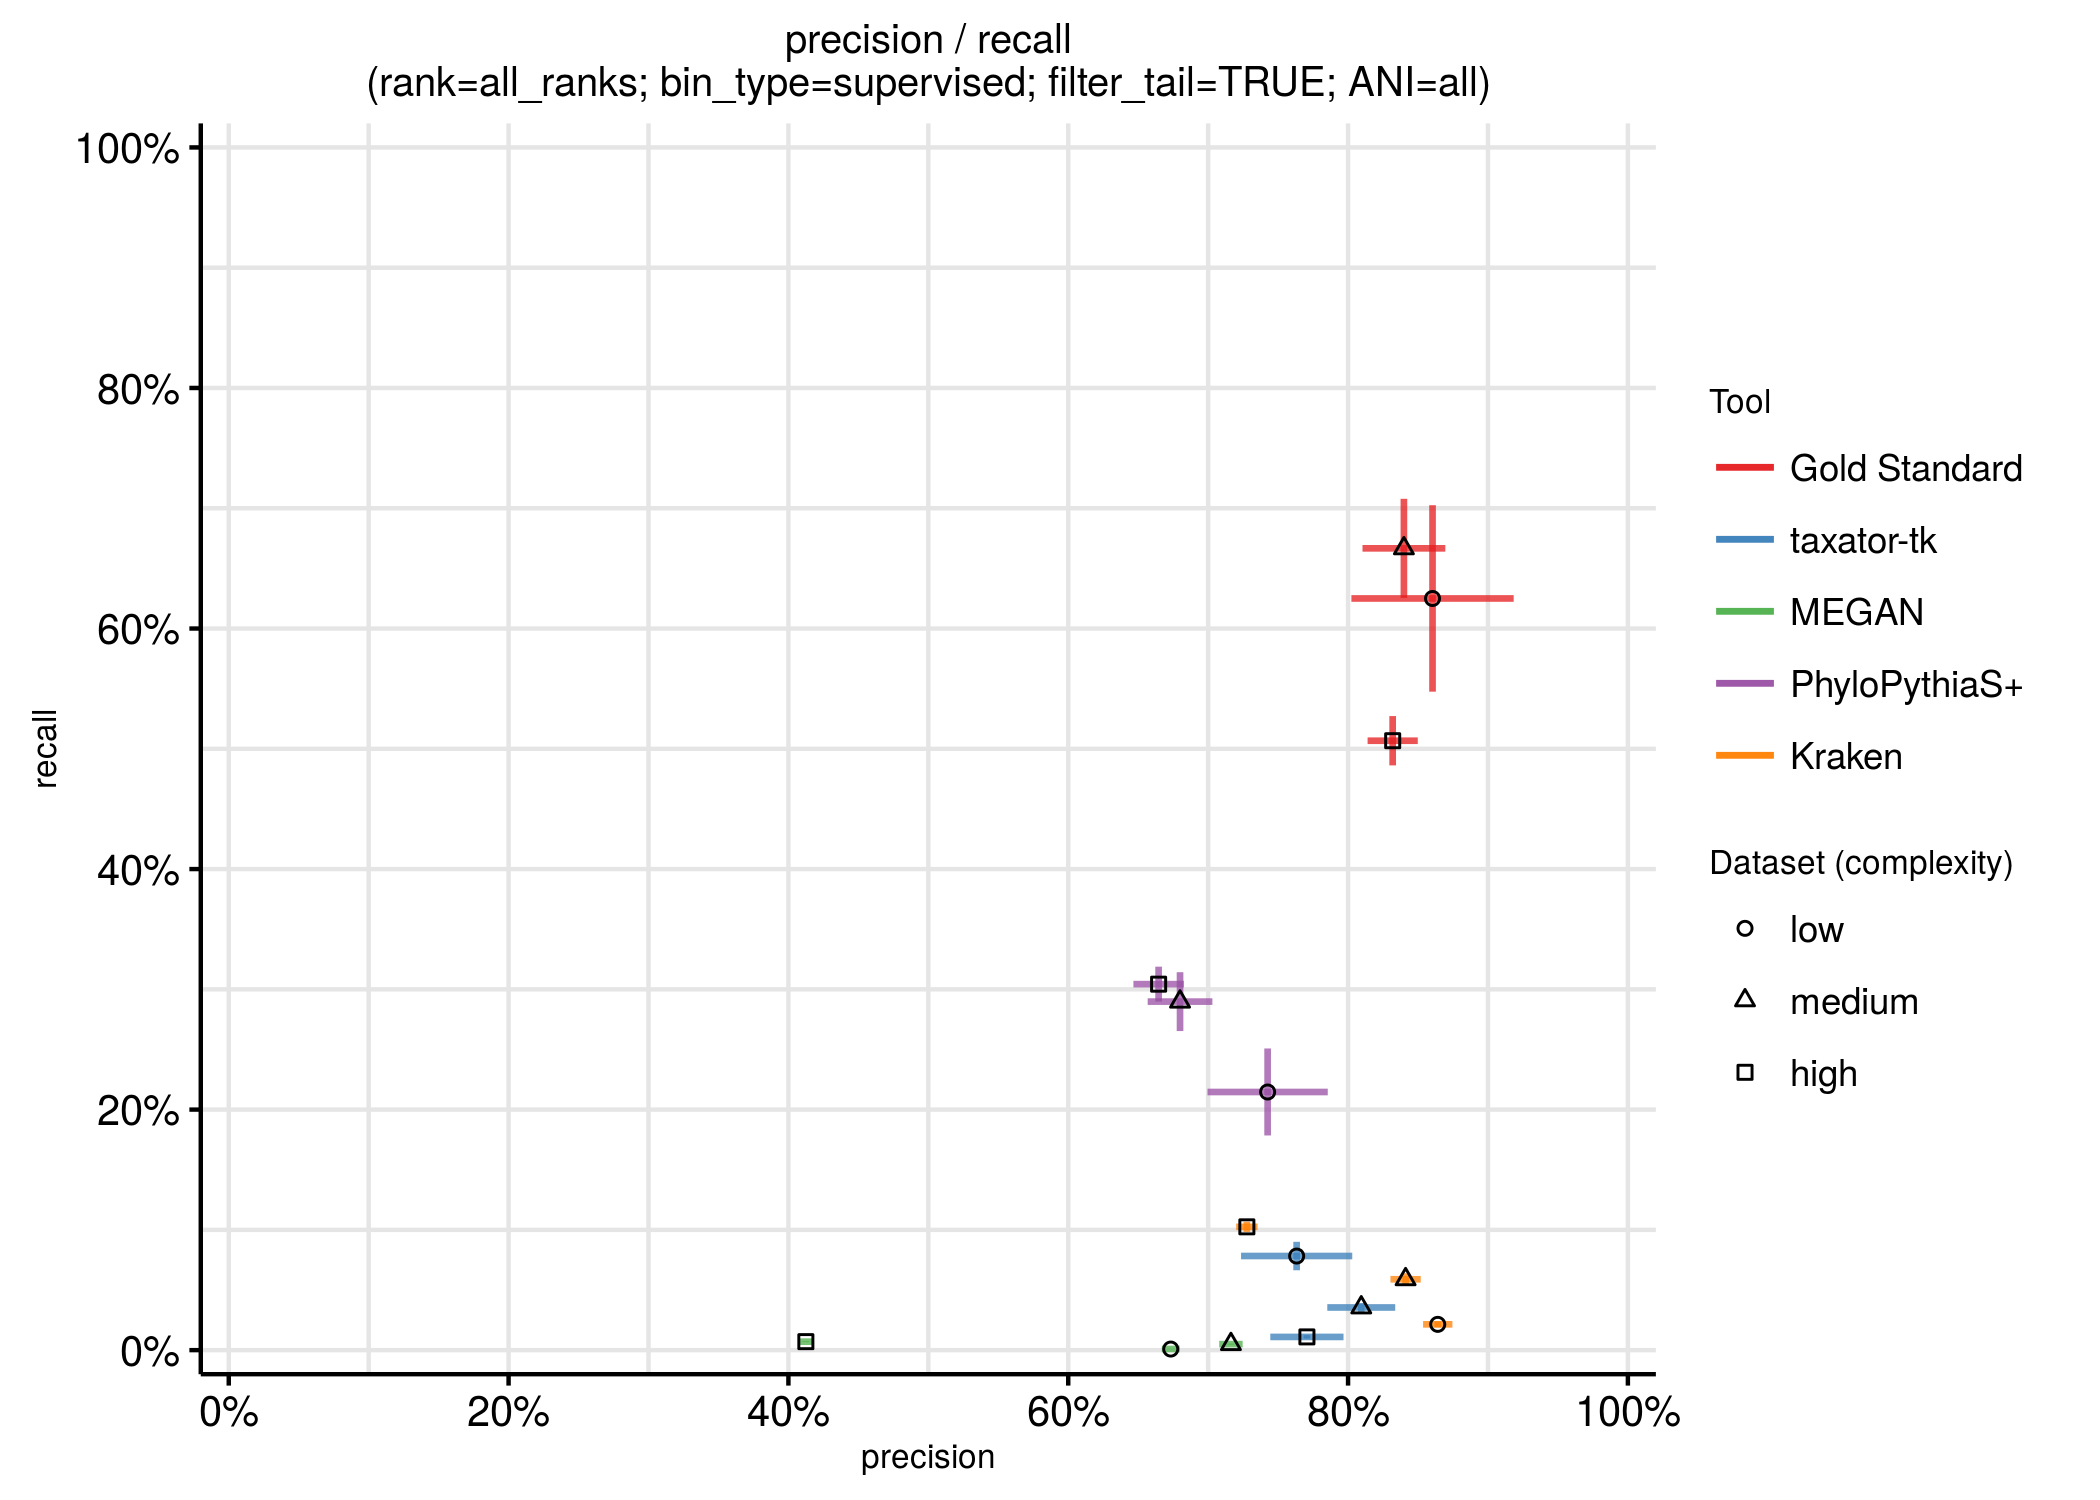 precision / recall
(rank=all_ranks; bin_type=supervised; filter_tail=TRUE; ANI=all)
100%
80%
60%
40%
20%
0%
recall
0%
20%
40%
60%
80%
100%
precision
Tool
Gold Standard
taxator-tk
MEGAN
PhyloPythiaS+
Kraken
Dataset (complexity)
low
medium
high